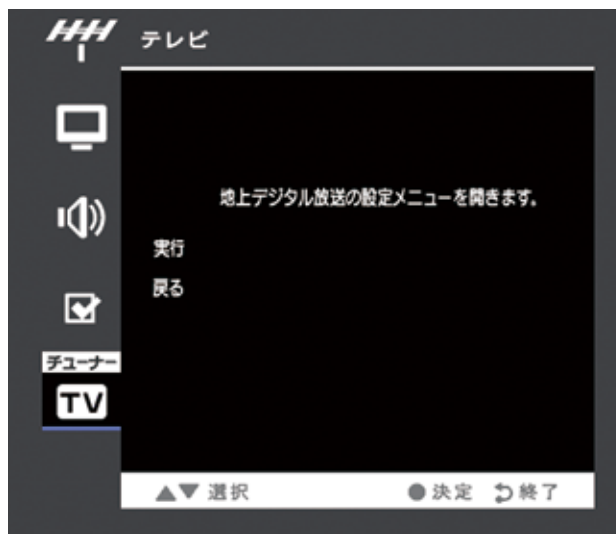 テレビ
地上デジタル放送の設定メニューを開きます。
実行
戻る
チューナー
TV
▲▼ 選択 ●決定 ⮌終了